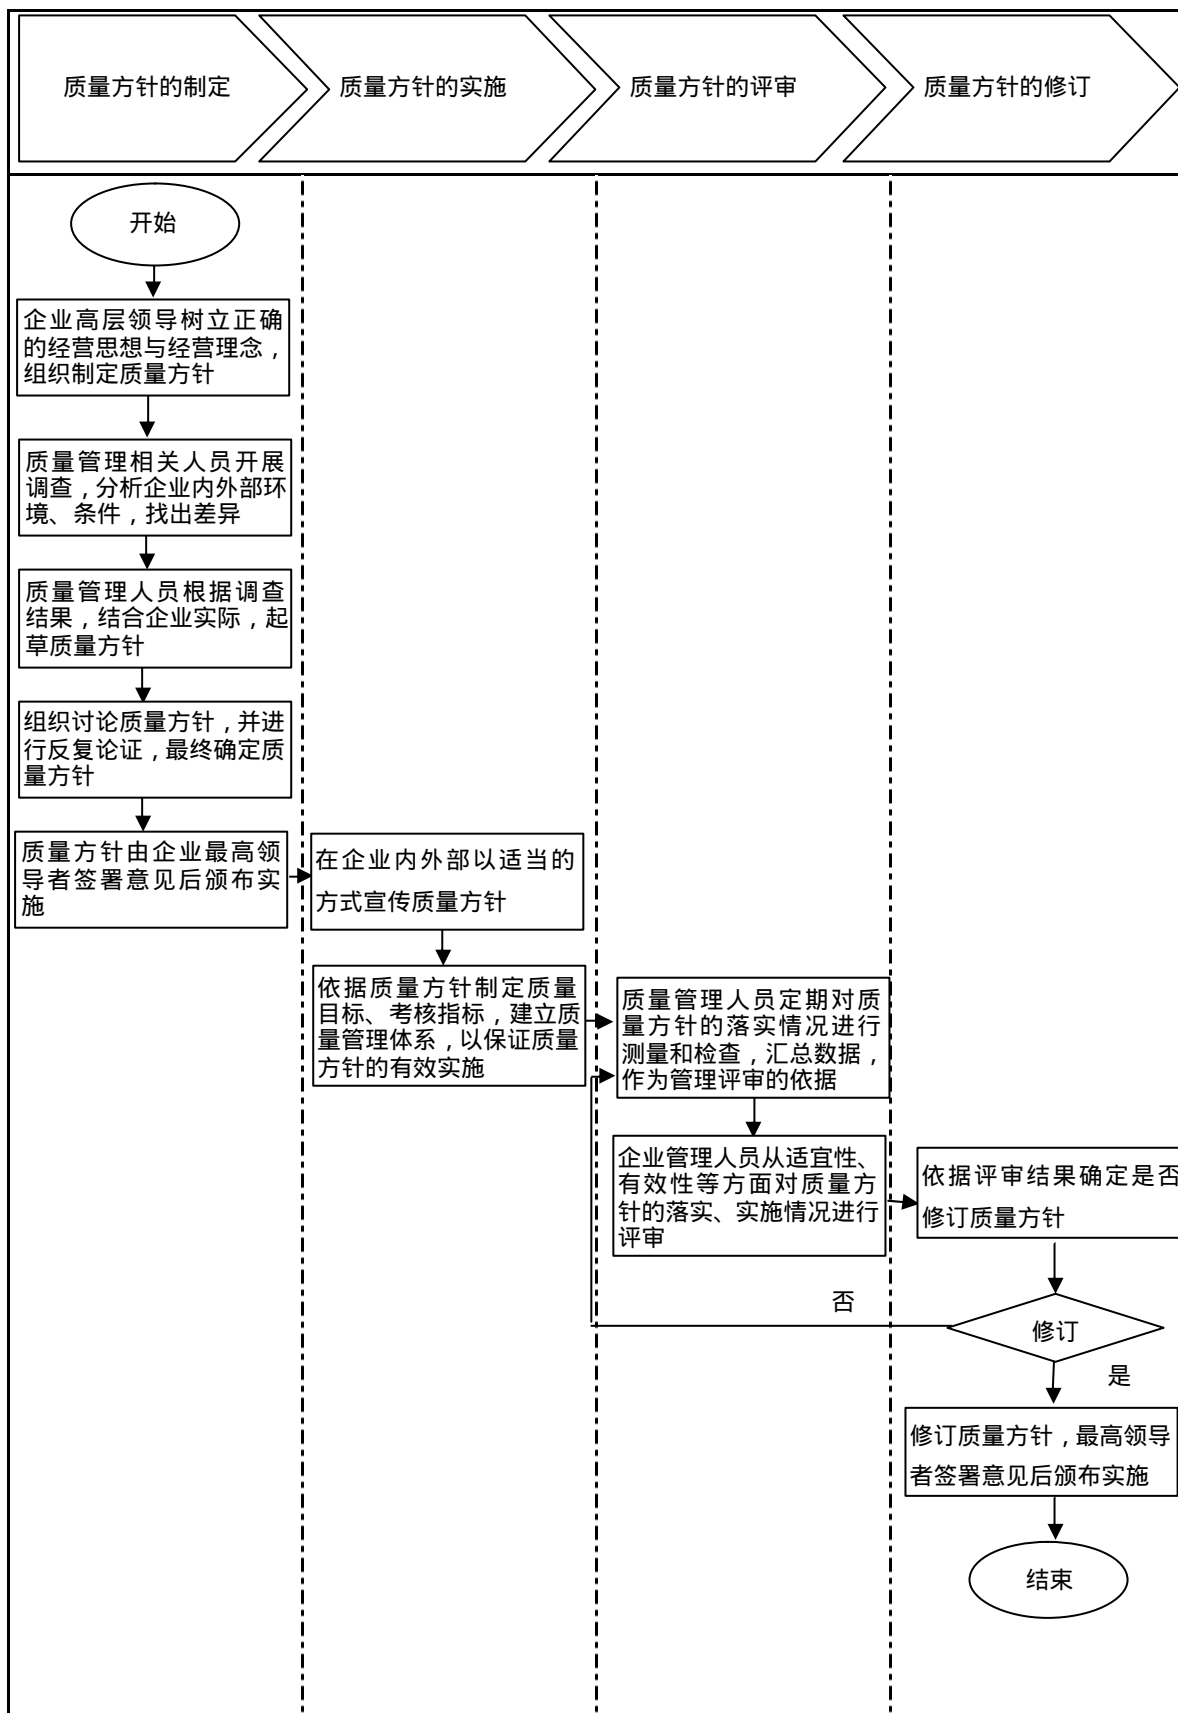 质量方针的制定
质量方针的实施
质量方针的评审
质量方针的修订
开始
企业高层领导树立正确
的经营思想与经营理念，
组织制定质量方针
质量管理相关人员开展
调查，分析企业内外部环
境、条件，找出差异
质量管理人员根据调查
结果，结合企业实际，起
草质量方针
组织讨论质量方针，并进
行反复论证，最终确定质
量方针
质量方针由企业最高领
导者签署意见后颁布实
施
在企业内外部以适当的
方式宣传质量方针
依据质量方针制定质量
目标、考核指标，建立质
量管理体系，以保证质量
方针的有效实施
质量管理人员定期对质
量方针的落实情况进行
测量和检查，汇总数据，
作为管理评审的依据
企业管理人员从适宜性、
有效性等方面对质量方
针的落实、实施情况进行
评审
依据评审结果确定是否
修订质量方针
否
修订
是
修订质量方针，最高领导
者签署意见后颁布实施
结束